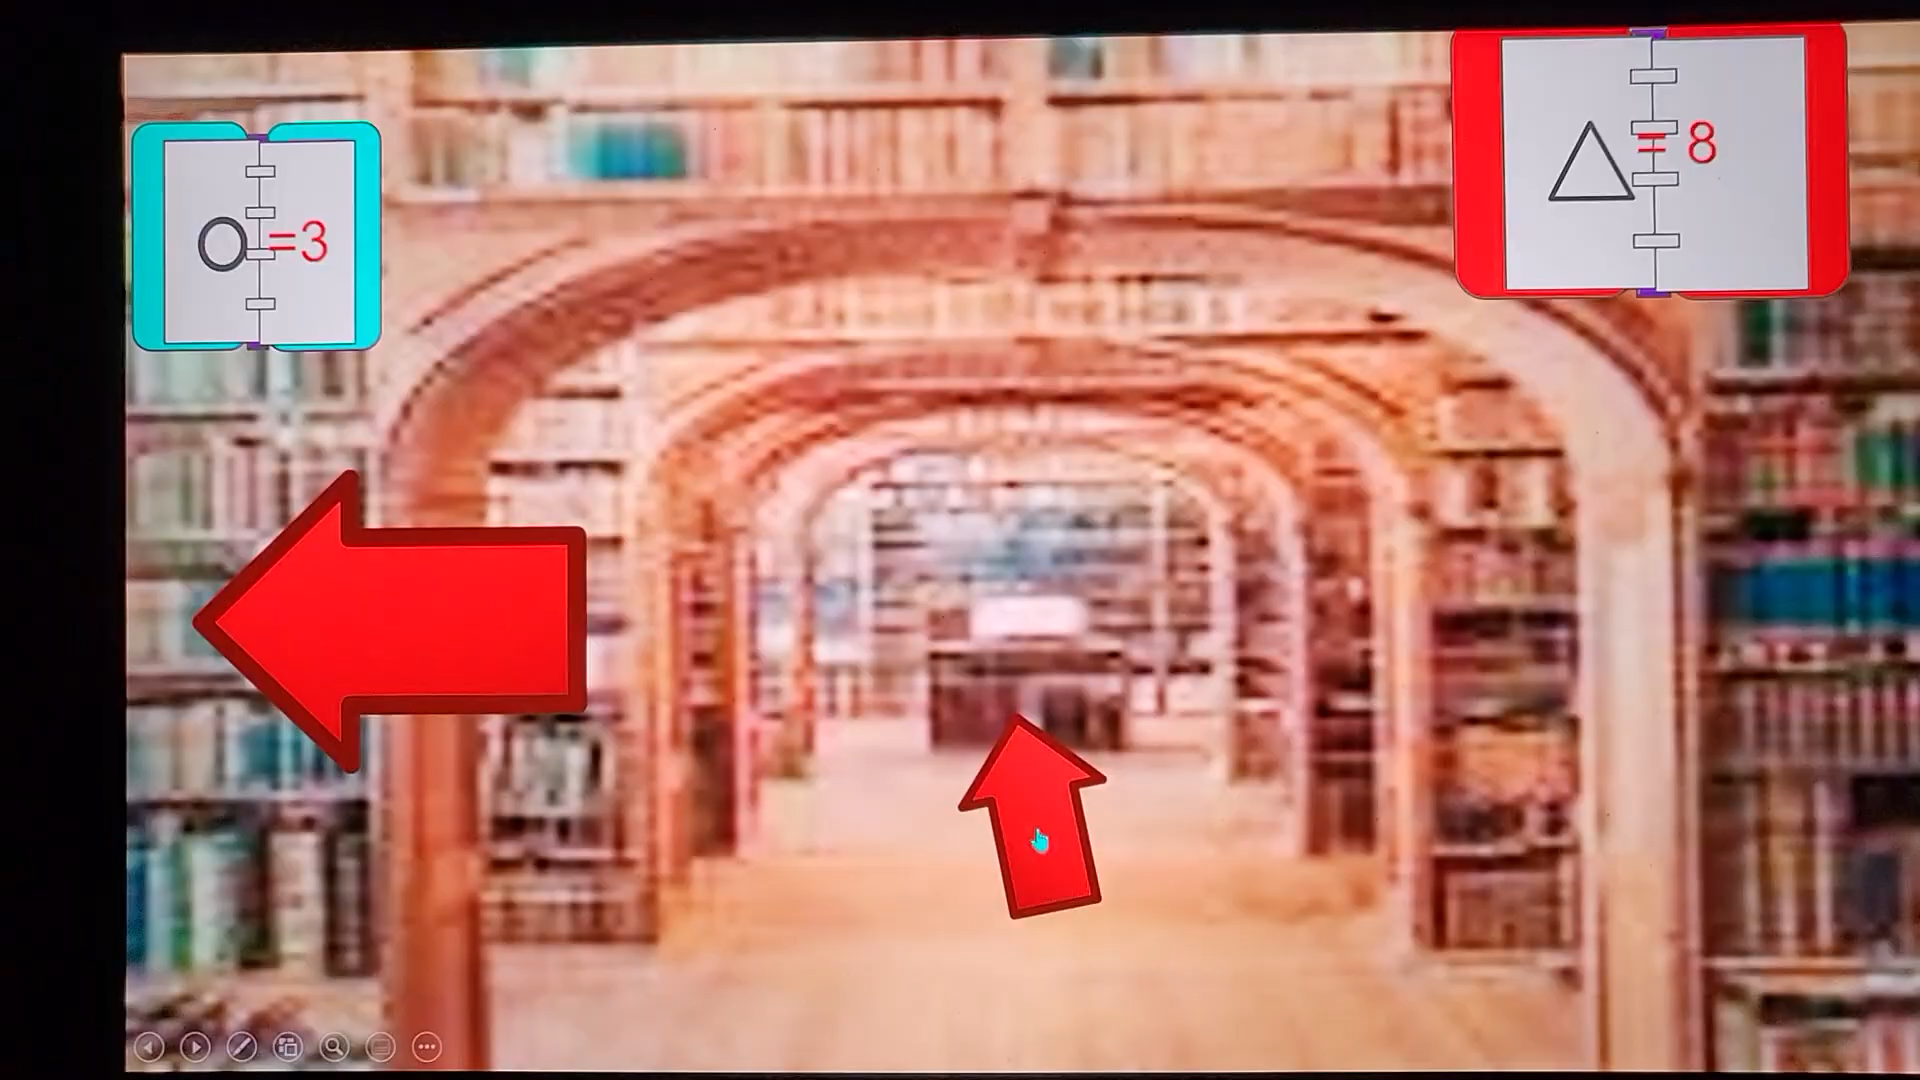 =3
= 8